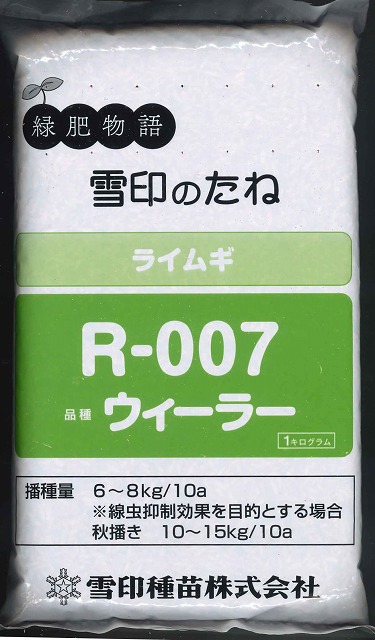 緑肥物語
雪印のたね
ライムギ
R-007
品種 ウィーラー
1キログラム
播種量 6～8kg/10a
※線虫抑制効果を目的とする場合
秋播き 10～15kg/10a
雪印種苗株式会社